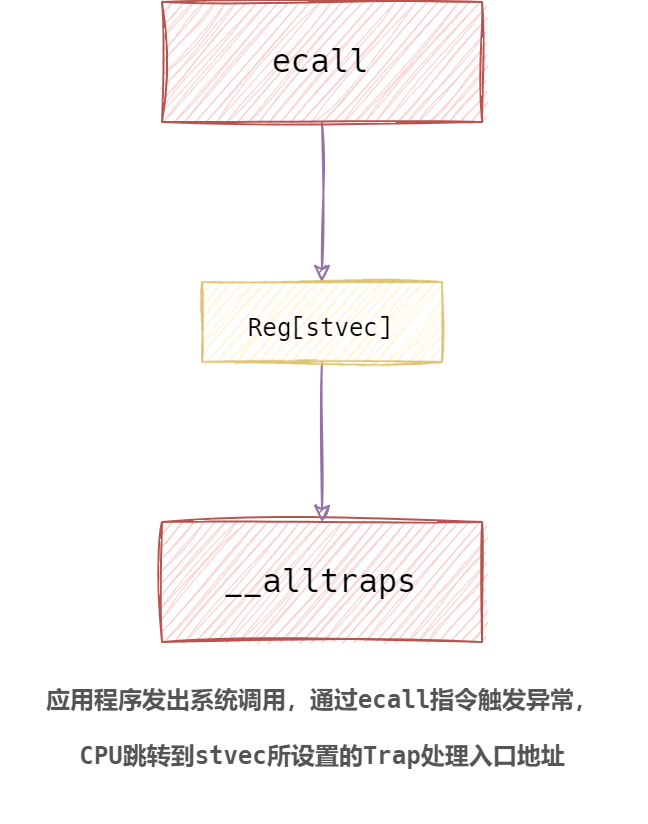 ecall
Reg[stvec]
__alltraps
应用程序发出系统调用，通过ecall指令触发异常，
CPU跳转到stvec所设置的Trap处理入口地址